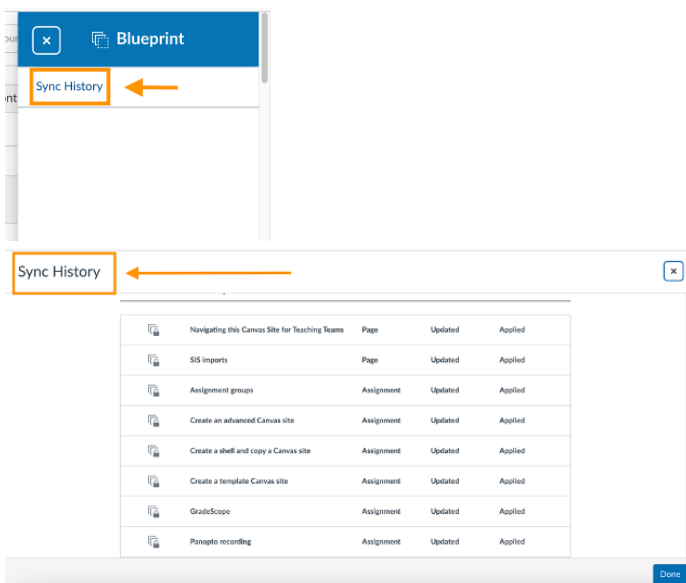 Blueprint
Sync History
Sync History
Navigating this Canvas Site for Teaching Teams Page Updated Applied
SIS imports Page Updated Applied
Assignment groups Assignment Updated Applied
Create an advanced Canvas site Assignment Updated Applied
Create a shell and copy a Canvas site Assignment Updated Applied
Create a template Canvas site Assignment Updated Applied
GradeScope Assignment Updated Applied
Panopto recording Assignment Updated Applied
Done